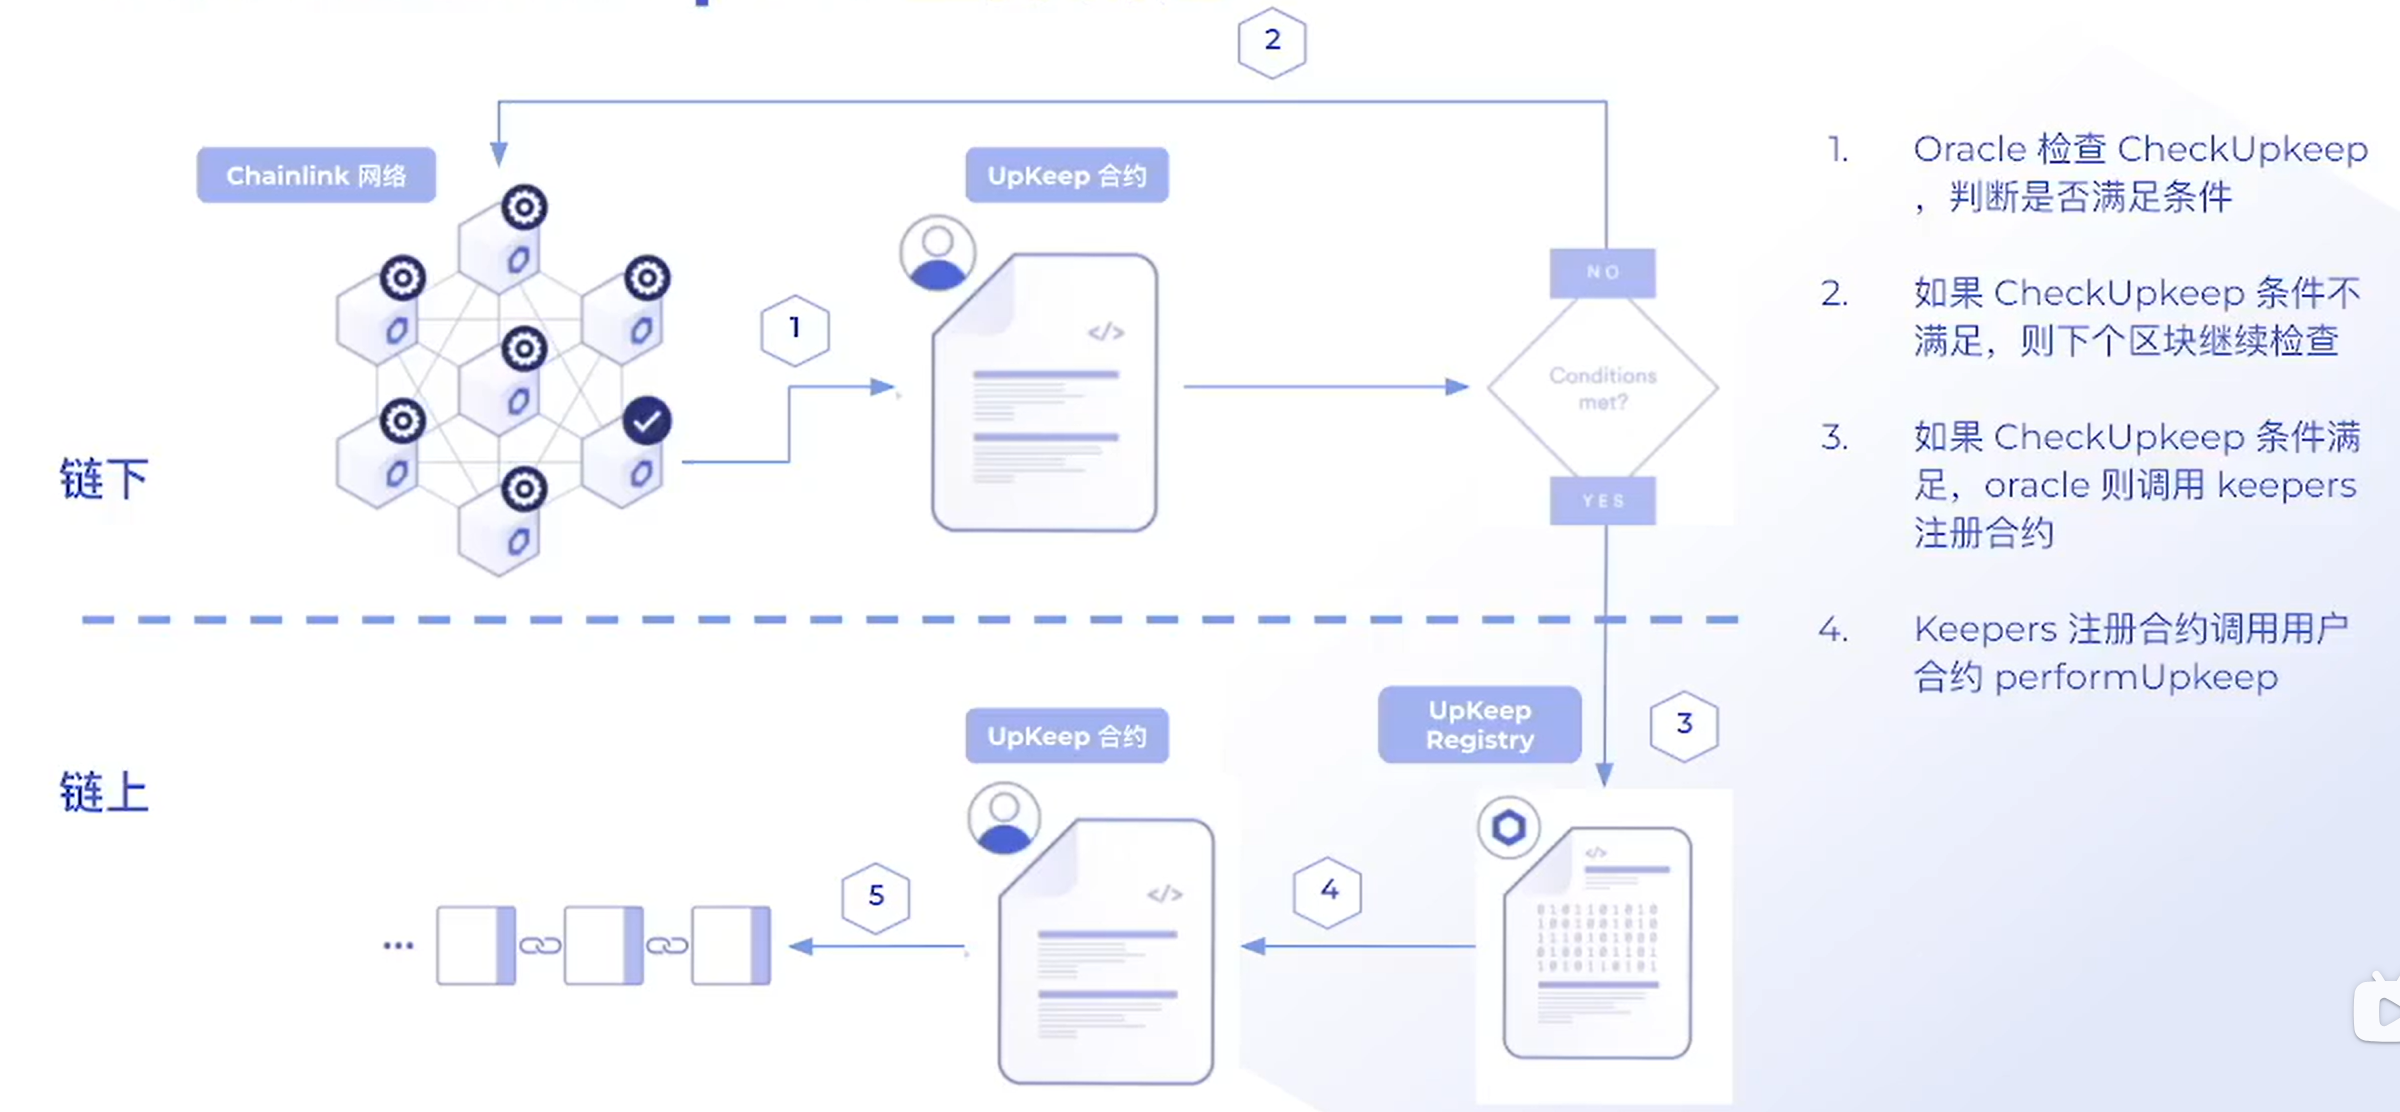 2
Chainlink 网络
UpKeep 合约
1
NO
Conditions
met?
YES
链下
链上
UpKeep 合约
UpKeep
Registry
3
</>
</>
</>
4
5
1. Oracle 检查 CheckUpkeep
，判断是否满足条件
2. 如果 CheckUpkeep 条件不
满足，则下个区块继续检查
3. 如果 CheckUpkeep 条件满
足，oracle 则调用 keepers
注册合约
4. Keepers 注册合约调用用户
合约 performUpkeep